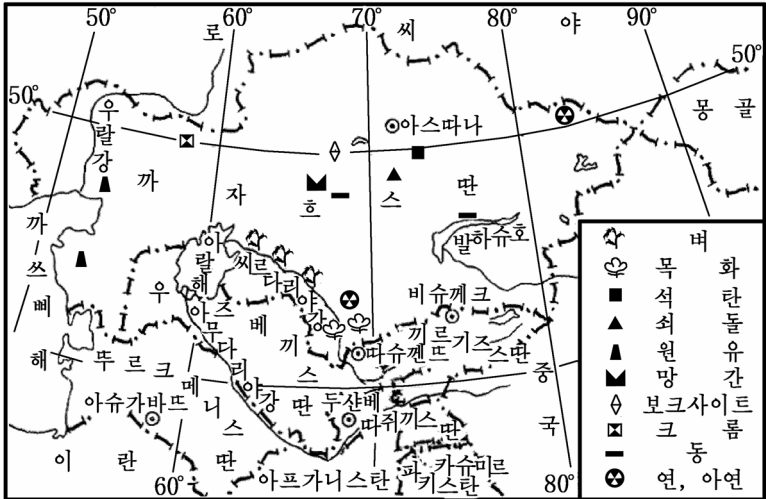 50° 60° 70° 80° 90°
로 씨 야
50° 50°
우랄강
몽골
아스따나
까자흐스딴
까쓰삐해
아랄해
씨르다리야강
발하슈호
우즈베끼스딴
아무다리야강
비슈께크
끼르기즈스딴
따슈껜뜨
뚜르크메니스딴
아슈가바뜨
두샨베
따쥐끼스딴
중국
이란
아프가니스탄
파키스탄
카슈미르
60° 80°
벼
목화
석탄
쇠돌
원유
망간
보크사이트
크롬
동
연, 아연